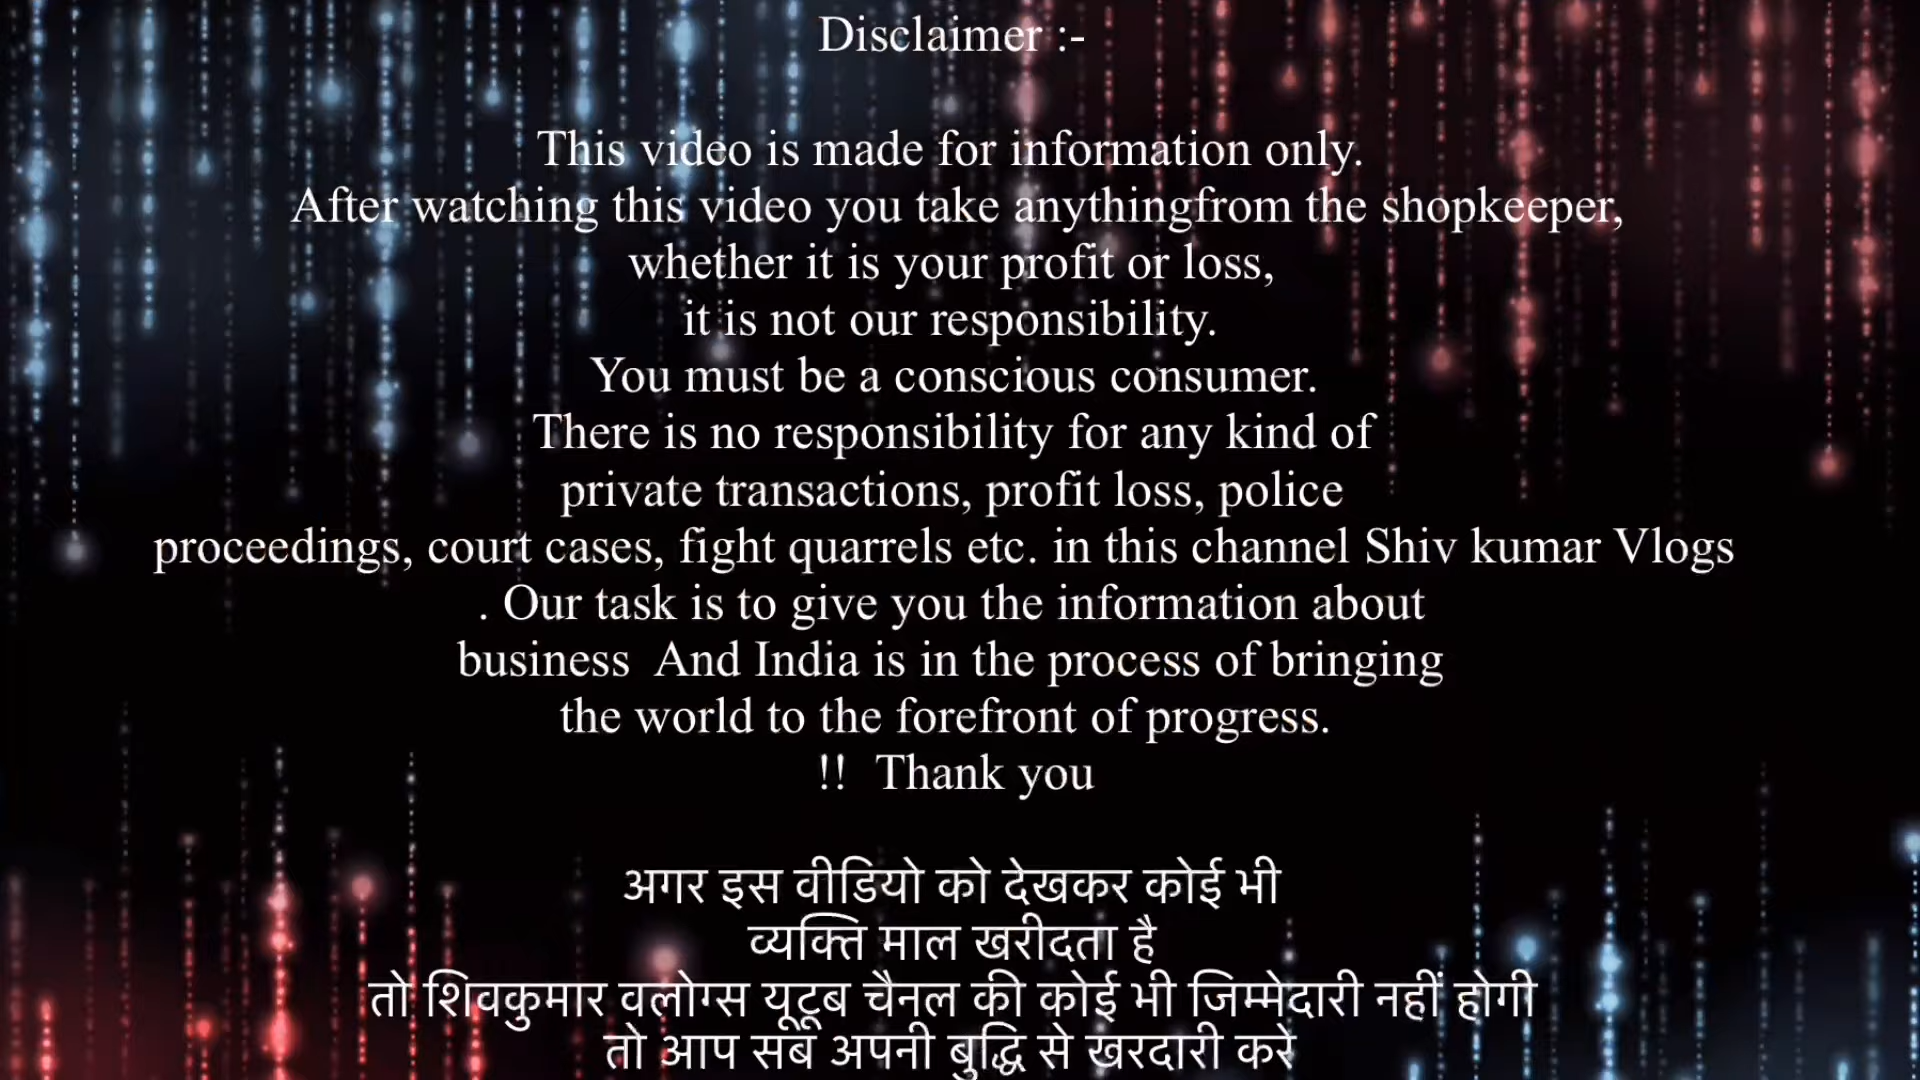 Disclaimer :-
This video is made for information only.
After watching this video you take anythingfrom the shopkeeper,
whether it is your profit or loss,
it is not our responsibility.
You must be a conscious consumer.
There is no responsibility for any kind of
private transactions, profit loss, police
proceedings, court cases, fight quarrels etc. in this channel Shiv kumar Vlogs
. Our task is to give you the information about
business  And India is in the process of bringing
the world to the forefront of progress.
!!  Thank you
अगर इस वीडियो को देखकर कोई भी
व्यक्ति माल खरीदता है
तो शिवकुमार वलोग्स यूटूब चैनल की कोई भी जिम्मेदारी नहीं होगी
तो आप सब अपनी बुद्धि से खरदारी करे